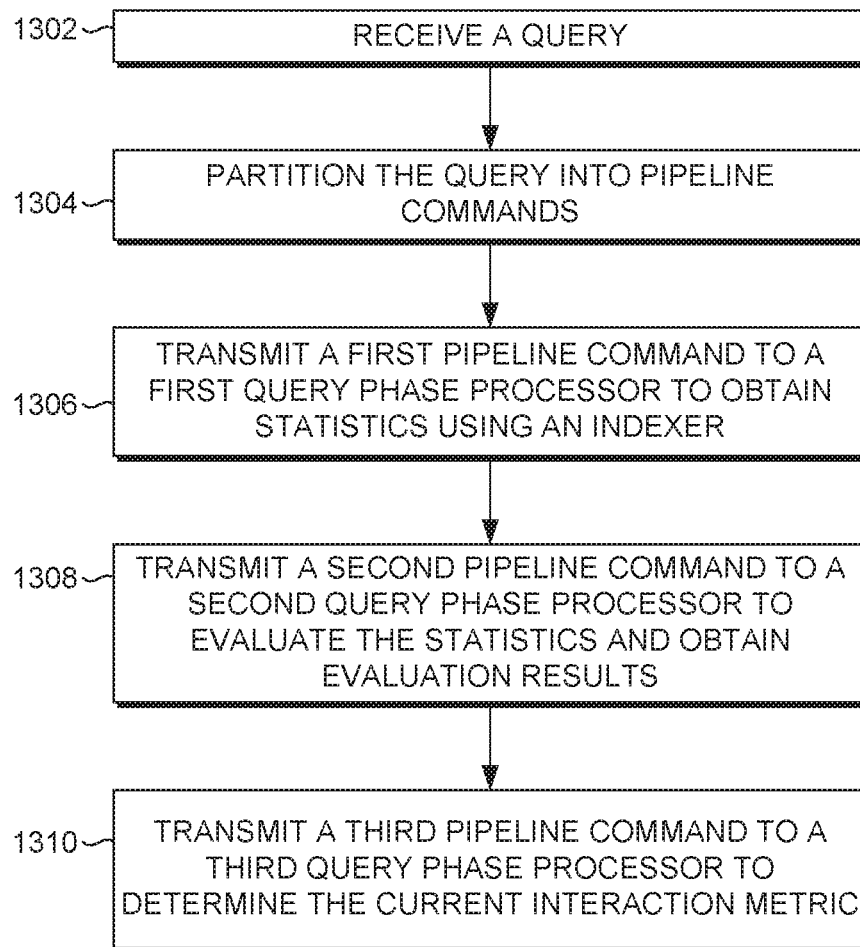 1302
RECEIVE A QUERY
1304
PARTITION THE QUERY INTO PIPELINE
COMMANDS
1306
TRANSMIT A FIRST PIPELINE COMMAND TO A
FIRST QUERY PHASE PROCESSOR TO OBTAIN
STATISTICS USING AN INDEXER
1308
TRANSMIT A SECOND PIPELINE COMMAND TO A
SECOND QUERY PHASE PROCESSOR TO
EVALUATE THE STATISTICS AND OBTAIN
EVALUATION RESULTS
1310
TRANSMIT A THIRD PIPELINE COMMAND TO A
THIRD QUERY PHASE PROCESSOR TO
DETERMINE THE CURRENT INTERACTION METRIC